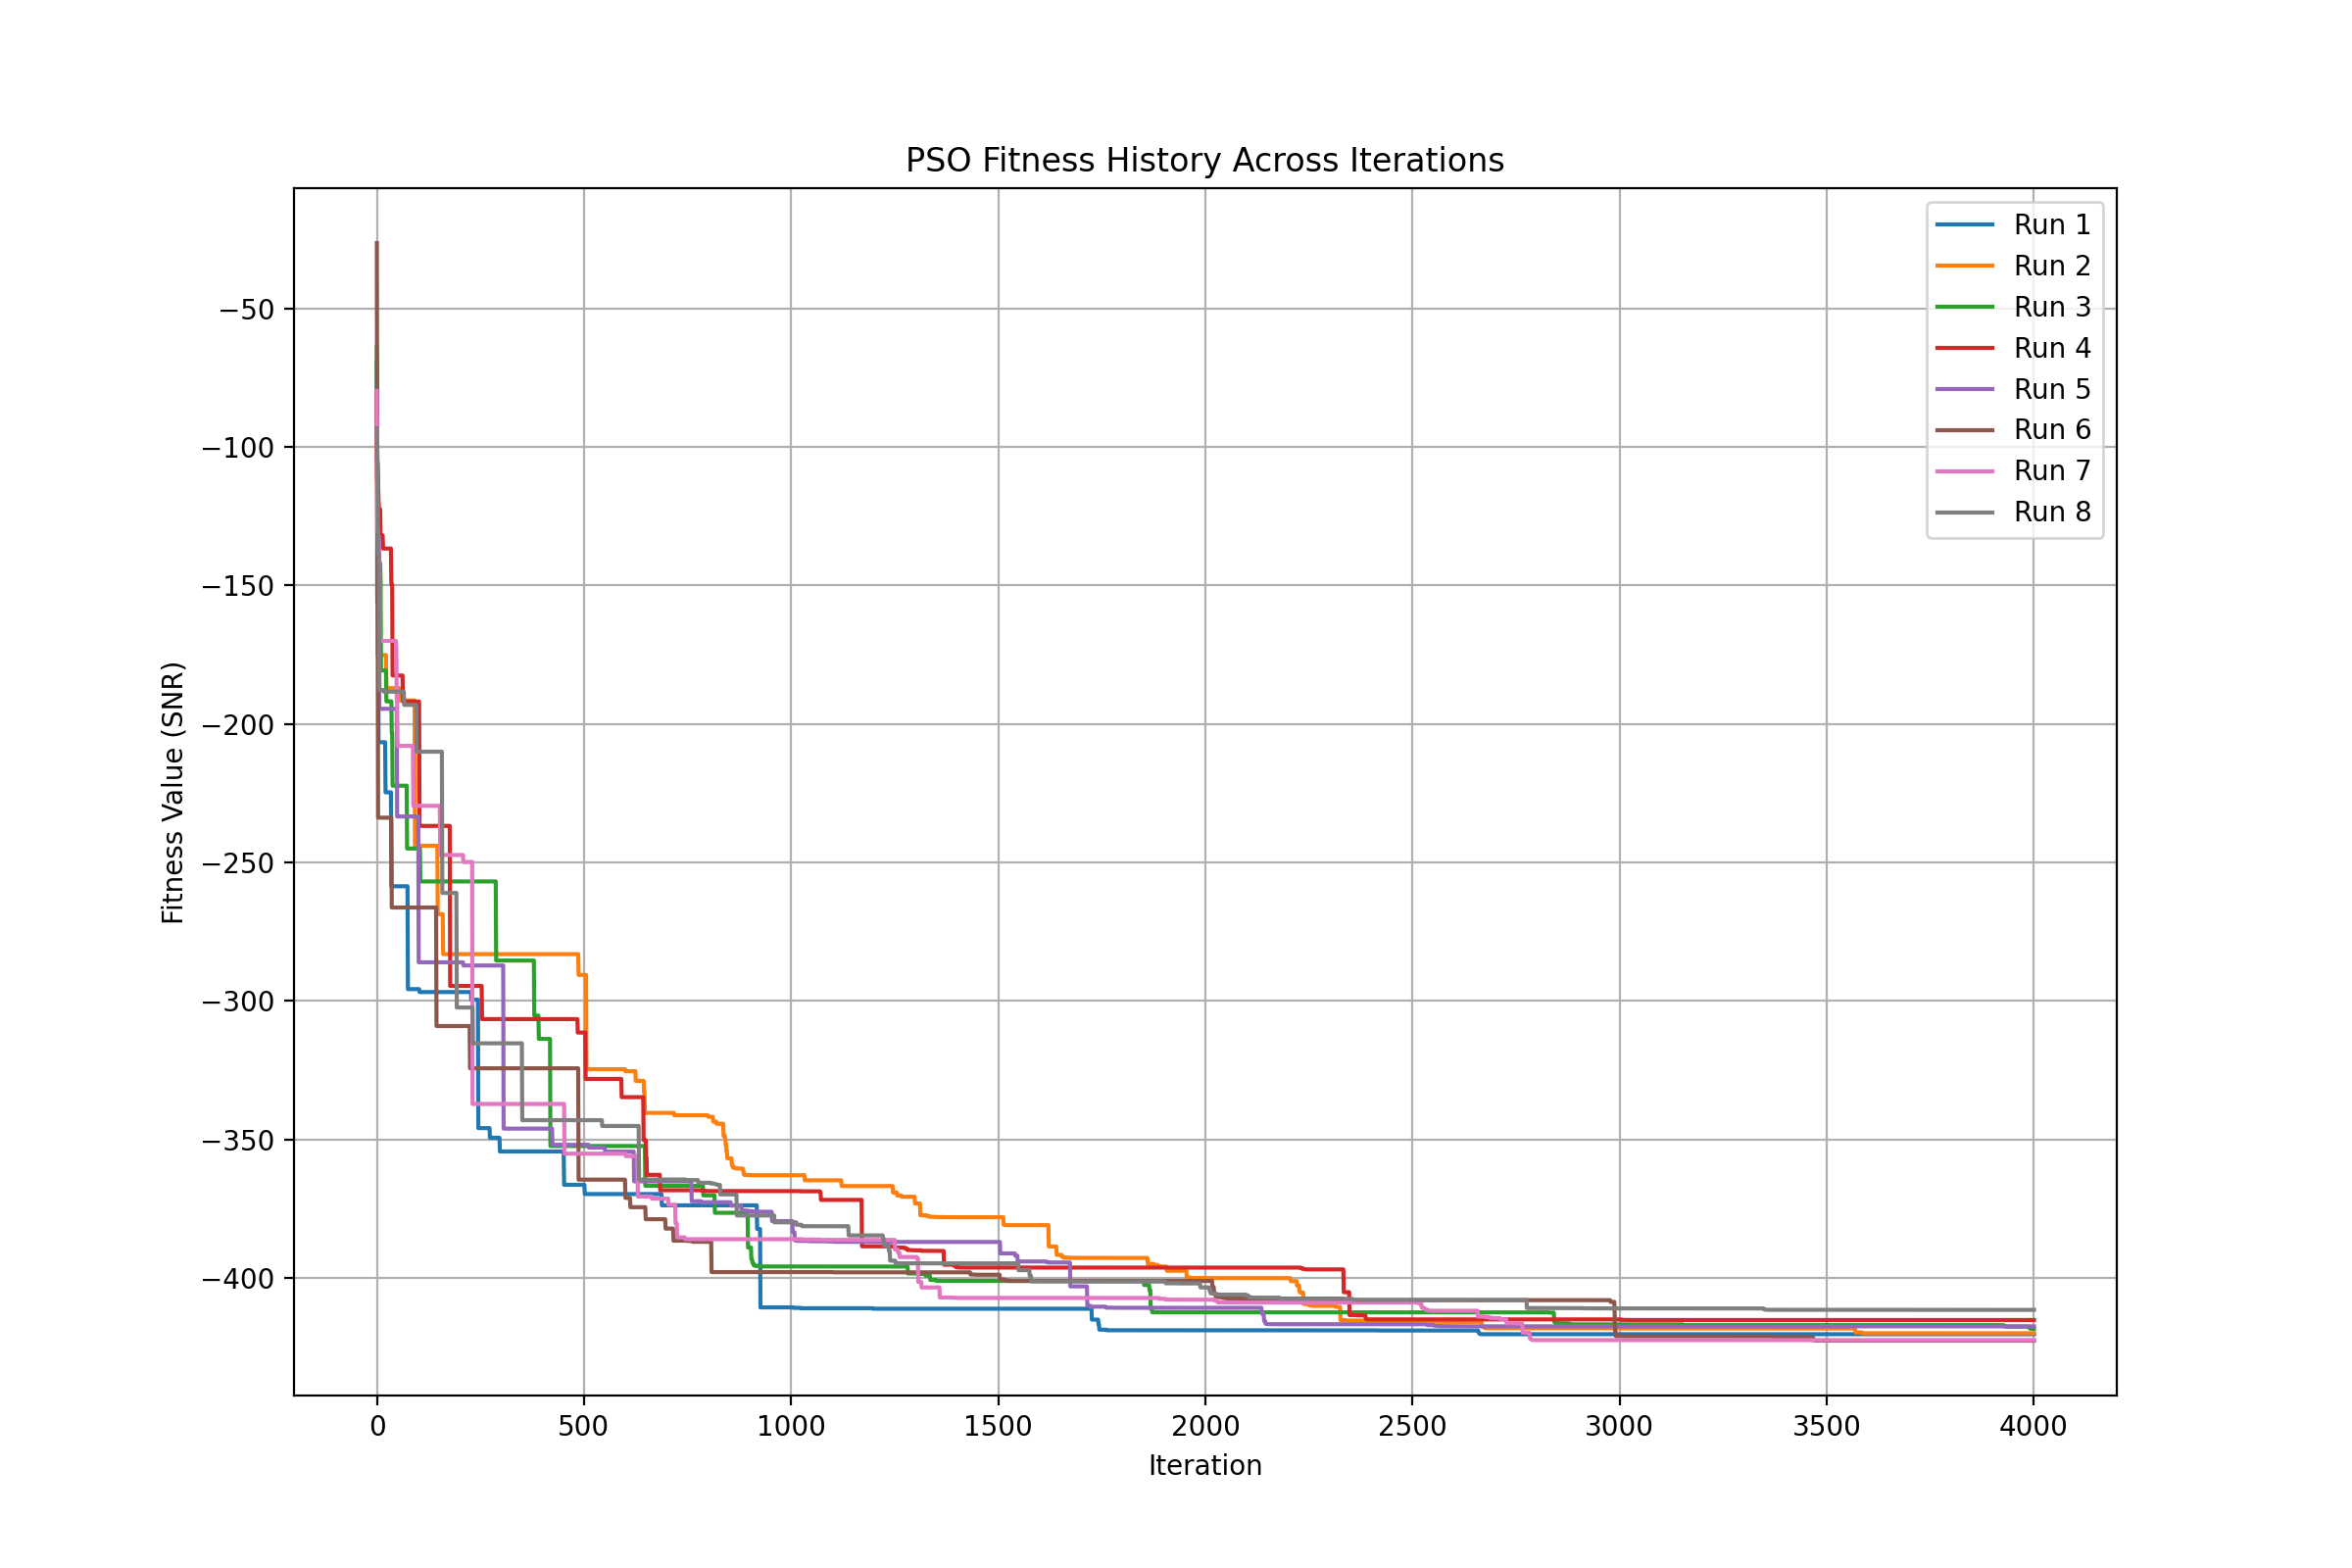 PSO Fitness History Across Iterations
Run 1
Run 2
Run 3
Run 4
Run 5
Run 6
Run 7
Run 8
Fitness Value (SNR)
−50
−100
−150
−200
−250
−300
−350
−400
0 500 1000 1500 2000 2500 3000 3500 4000
Iteration